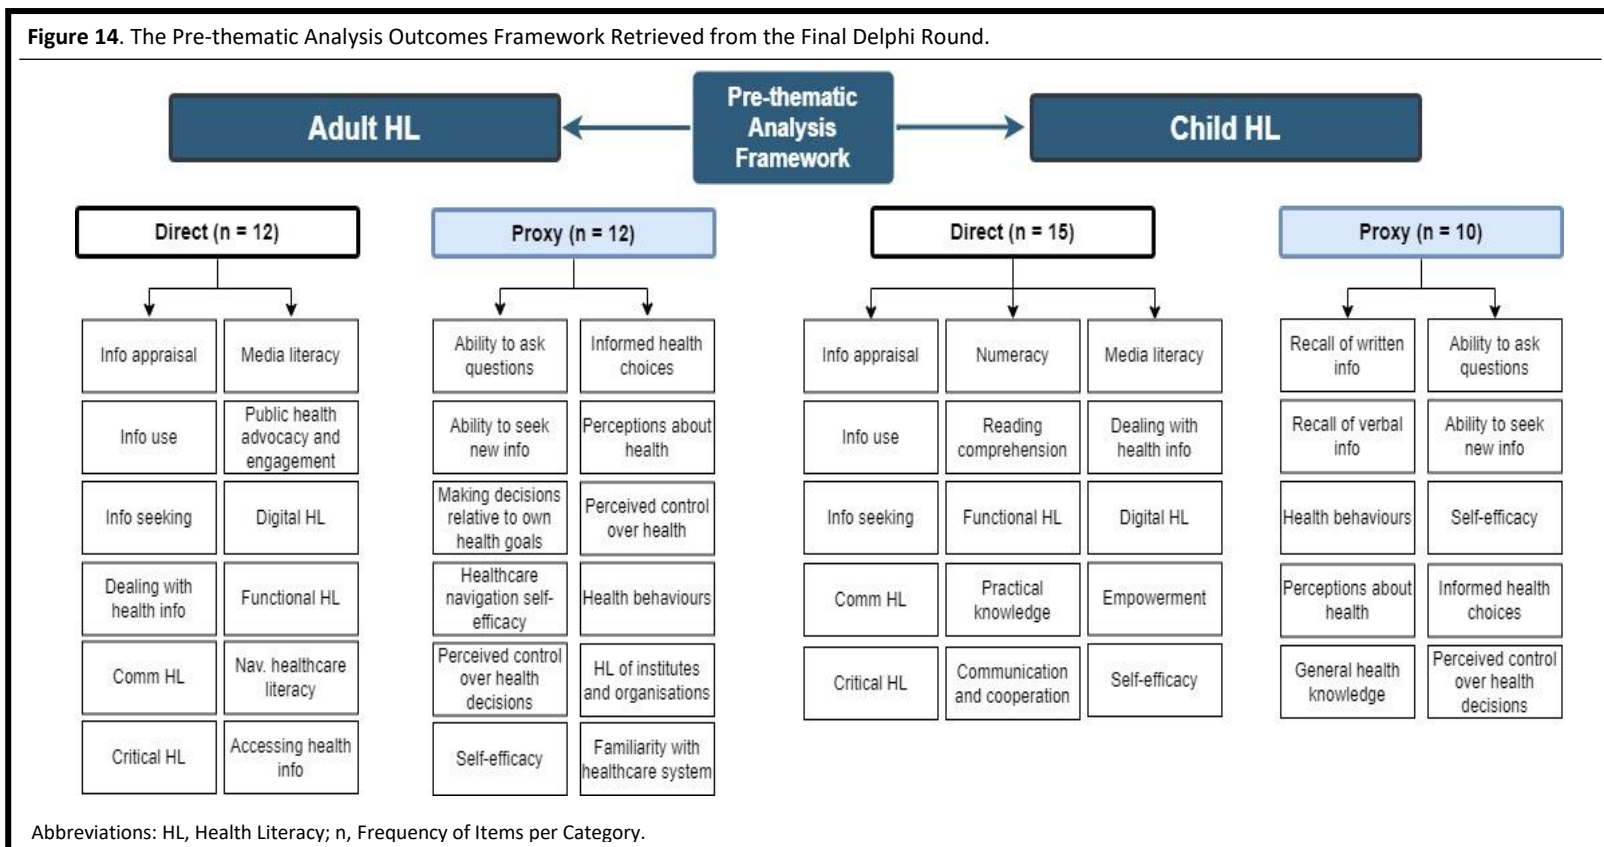 Figure 14. The Pre-thematic Analysis Outcomes Framework Retrieved from the Final Delphi Round.
Pre-thematic
Analysis
Framework
Adult HL
Child HL
Direct (n = 12)
Info appraisal
Media literacy
Info use
Public health
advocacy and
engagement
Info seeking
Digital HL
Dealing with
health info
Functional HL
Comm HL
Nav. healthcare
literacy
Critical HL
Accessing health
info
Proxy (n = 12)
Ability to ask
questions
Informed health
choices
Ability to seek
new info
Perceptions about
health
Making decisions
relative to own
health goals
Perceived control
over health
Healthcare
navigation self-
efficacy
Health behaviours
Perceived control
over health
decisions
HL of institutes
and organisations
Self-efficacy
Familiarity with
healthcare system
Direct (n = 15)
Info appraisal
Numeracy
Media literacy
Info use
Reading
comprehension
Dealing with
health info
Info seeking
Functional HL
Digital HL
Comm HL
Practical
knowledge
Empowerment
Critical HL
Communication
and cooperation
Self-efficacy
Proxy (n = 10)
Recall of written
info
Ability to ask
questions
Recall of verbal
info
Ability to seek
new info
Health behaviours
Self-efficacy
Perceptions about
health
Informed health
choices
General health
knowledge
Perceived control
over health
decisions
Abbreviations: HL, Health Literacy; n, Frequency of Items per Category.